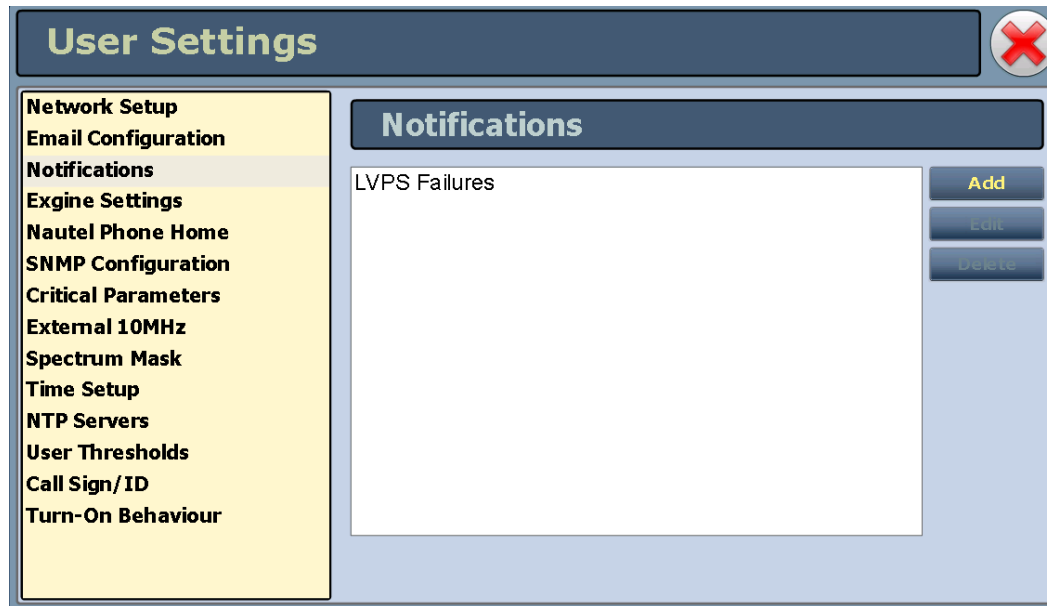 User Settings
Network Setup
Email Configuration
Notifications
Exgine Settings
Nautel Phone Home
SNMP Configuration
Critical Parameters
External 10MHz
Spectrum Mask
Time Setup
NTP Servers
User Thresholds
Call Sign/ID
Turn-On Behaviour
Notifications
LVPS Failures
Add
Edit
Delete